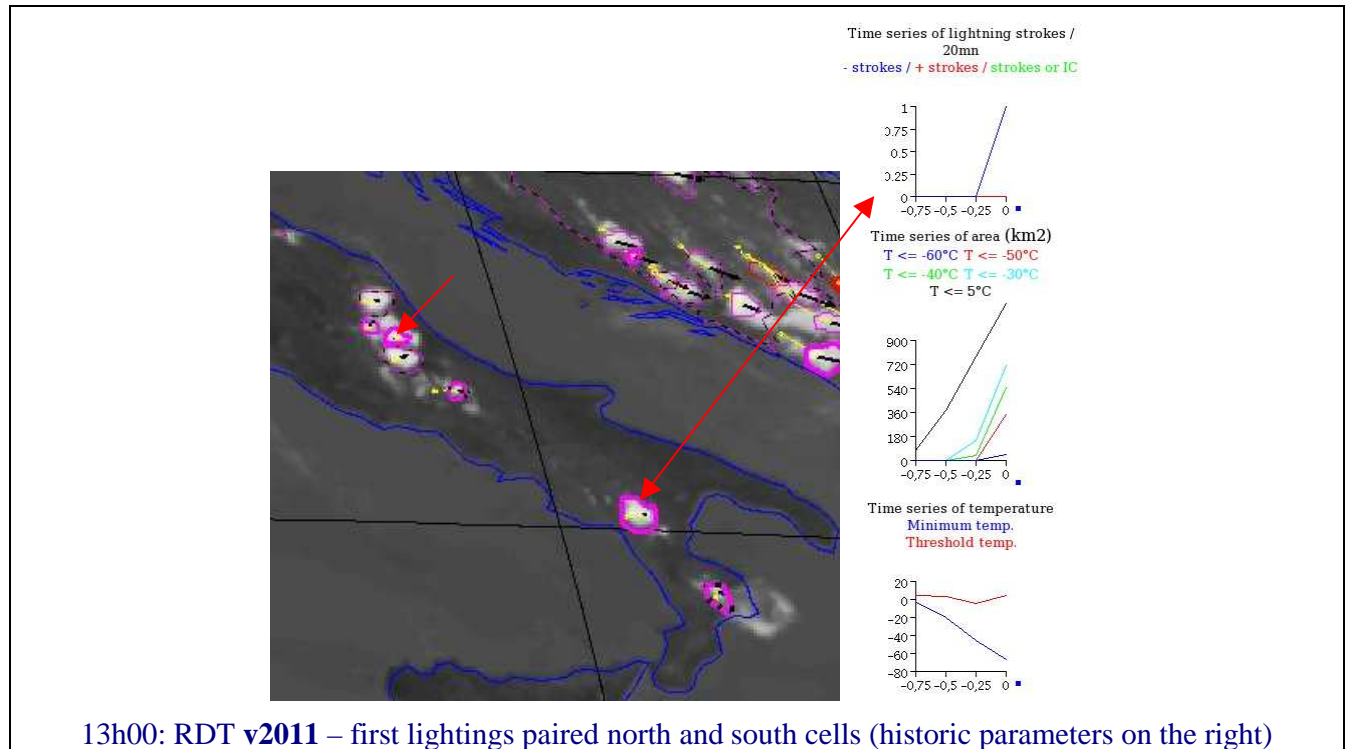 Time series of lightning strokes /
20mn
- strokes / + strokes / strokes or IC
1
0.75
0.5
0.25
0
-0,75 -0,5 -0,25 0
Time series of area (km2)
T <= -60°C T <= -50°C
T <= -40°C T <= -30°C
T <= 5°C
900
720
540
360
180
0
-0,75 -0,5 -0,25 0
Time series of temperature
Minimum temp.
Threshold temp.
20
0
-20
-40
-60
-80
-0,75 -0,5 -0,25 0
13h00: RDT v2011 – first lightings paired north and south cells (historic parameters on the right)